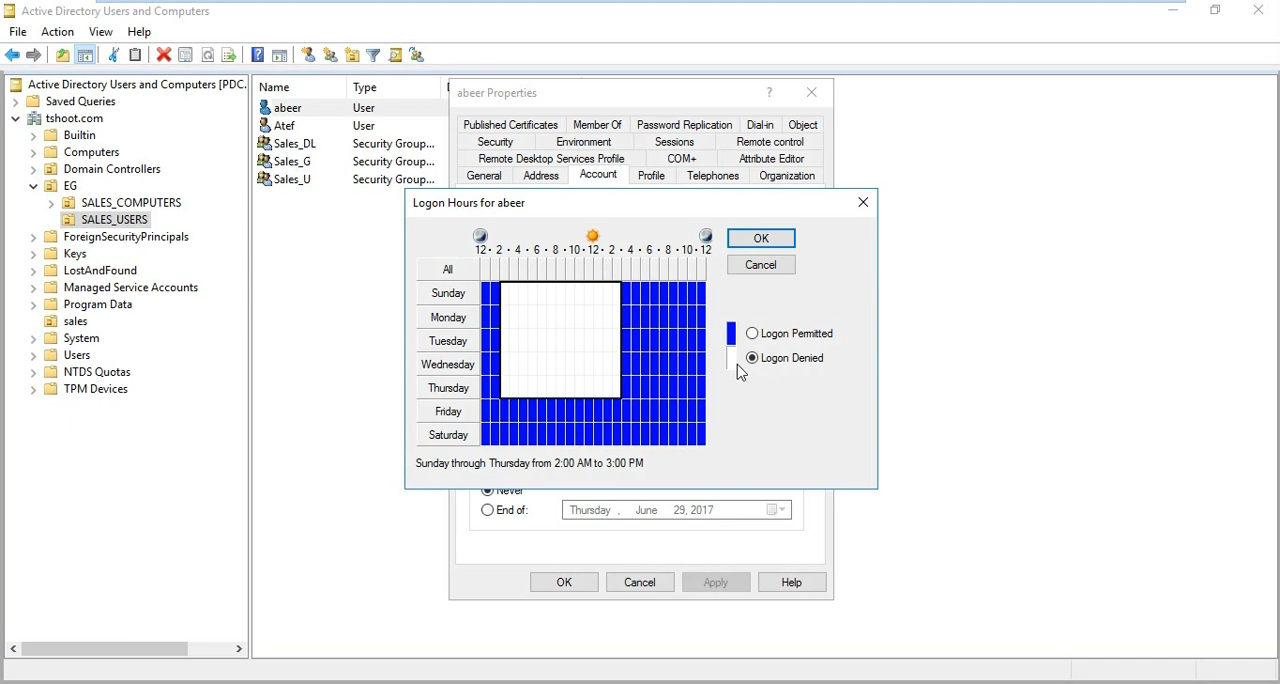 Active Directory Users and Computers
File Action View Help
Active Directory Users and Computers [PDC.
Saved Queries
tshoot.com
Builtin
Computers
Domain Controllers
EG
SALES_COMPUTERS
SALES_USERS
ForeignSecurityPrincipals
Keys
LostAndFound
Managed Service Accounts
Program Data
sales
System
Users
NTDS Quotas
TPM Devices
Name Type
abeer User
Atef User
Sales_DL Security Group...
Sales_G Security Group...
Sales_U Security Group...
abeer Properties
Published Certificates Member Of Password Replication Dial-in Object
Security Environment Sessions Remote control
Remote Desktop Services Profile COM+ Attribute Editor
General Address Account Profile Telephones Organization
Logon Hours for abeer
12 · 2 · 4 · 6 · 8 · 10 · 12 · 2 · 4 · 6 · 8 · 10 · 12
All
Sunday
Monday
Tuesday
Wednesday
Thursday
Friday
Saturday
OK
Cancel
Logon Permitted
Logon Denied
Sunday through Thursday from 2:00 AM to 3:00 PM
Never
End of: Thursday , June 29, 2017
OK Cancel Apply Help